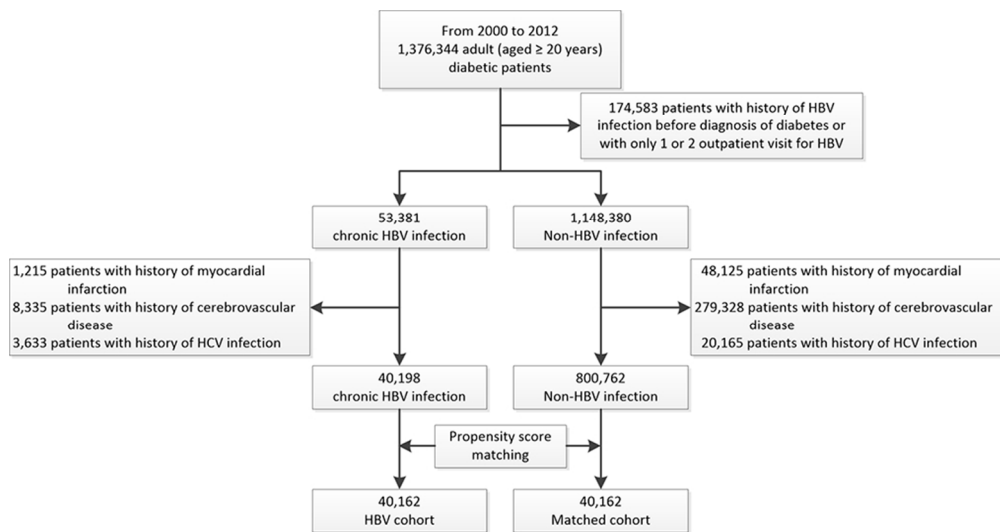 From 2000 to 2012
1,376,344 adult (aged ≥ 20 years)
diabetic patients
174,583 patients with history of HBV
infection before diagnosis of diabetes or
with only 1 or 2 outpatient visit for HBV
53,381
chronic HBV infection
1,148,380
Non-HBV infection
1,215 patients with history of myocardial
infarction
8,335 patients with history of cerebrovascular
disease
3,633 patients with history of HCV infection
48,125 patients with history of myocardial
infarction
279,328 patients with history of cerebrovascular
disease
20,165 patients with history of HCV infection
40,198
chronic HBV infection
800,762
Non-HBV infection
Propensity score
matching
40,162
HBV cohort
40,162
Matched cohort